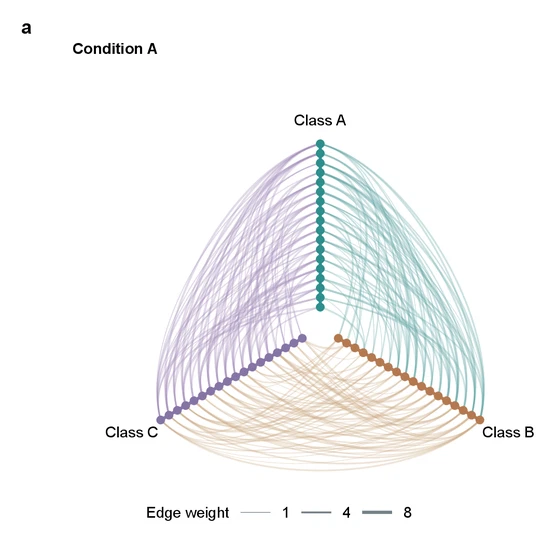 a
Condition A
Class A
Class C
Class B
Edge weight 1 4 8